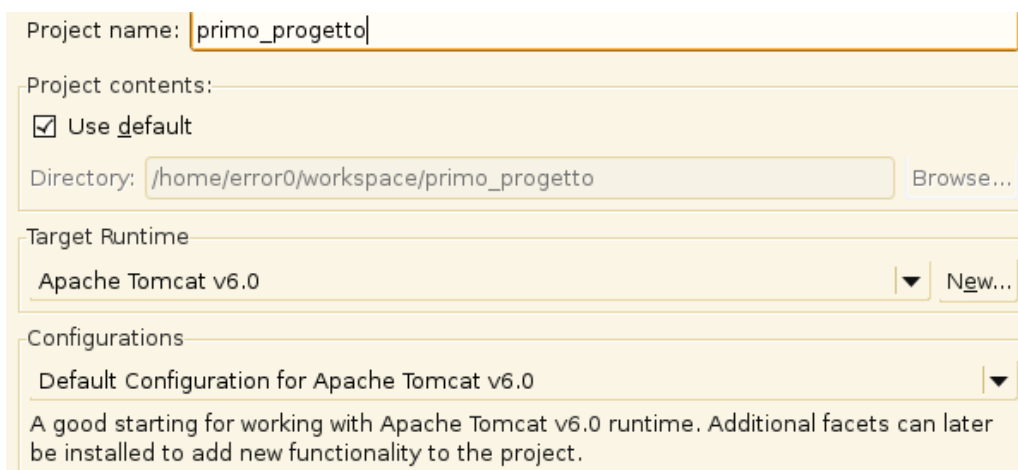 Project name: primo_progetto
Project contents:
Use default
Directory: /home/error0/workspace/primo_progetto Browse...
Target Runtime
Apache Tomcat v6.0 New...
Configurations
Default Configuration for Apache Tomcat v6.0
A good starting for working with Apache Tomcat v6.0 runtime. Additional facets can later
be installed to add new functionality to the project.